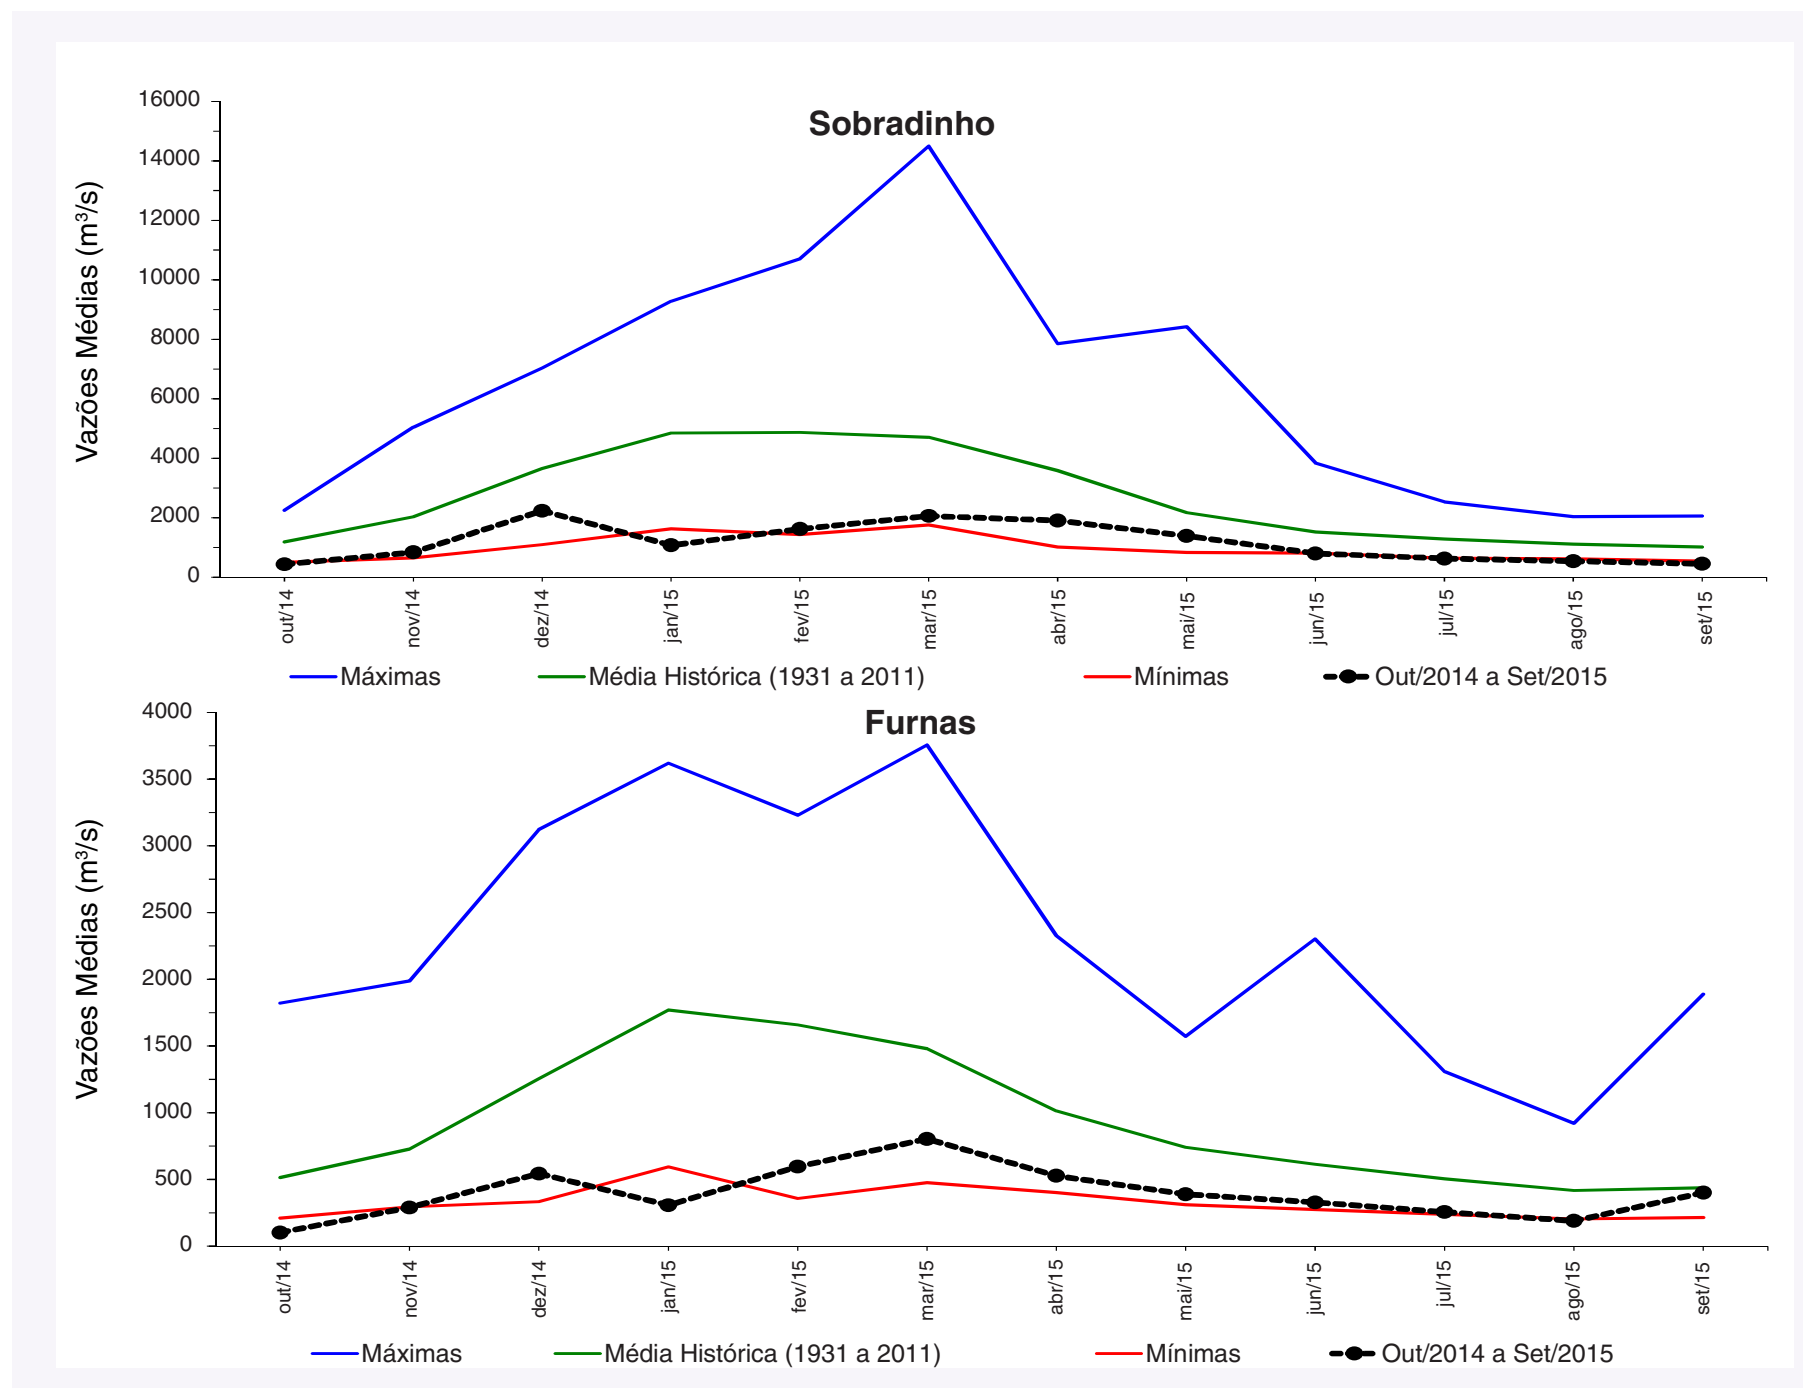 Sobradinho
Vazões Médias (m³/s)
16000
14000
12000
10000
8000
6000
4000
2000
0
out/14
nov/14
dez/14
jan/15
fev/15
mar/15
abr/15
mai/15
jun/15
jul/15
ago/15
set/15
Máximas Média Histórica (1931 a 2011) Mínimas Out/2014 a Set/2015
Furnas
Vazões Médias (m³/s)
4000
3500
3000
2500
2000
1500
1000
500
0
out/14
nov/14
dez/14
jan/15
fev/15
mar/15
abr/15
mai/15
jun/15
jul/15
ago/15
set/15
Máximas Média Histórica (1931 a 2011) Mínimas Out/2014 a Set/2015